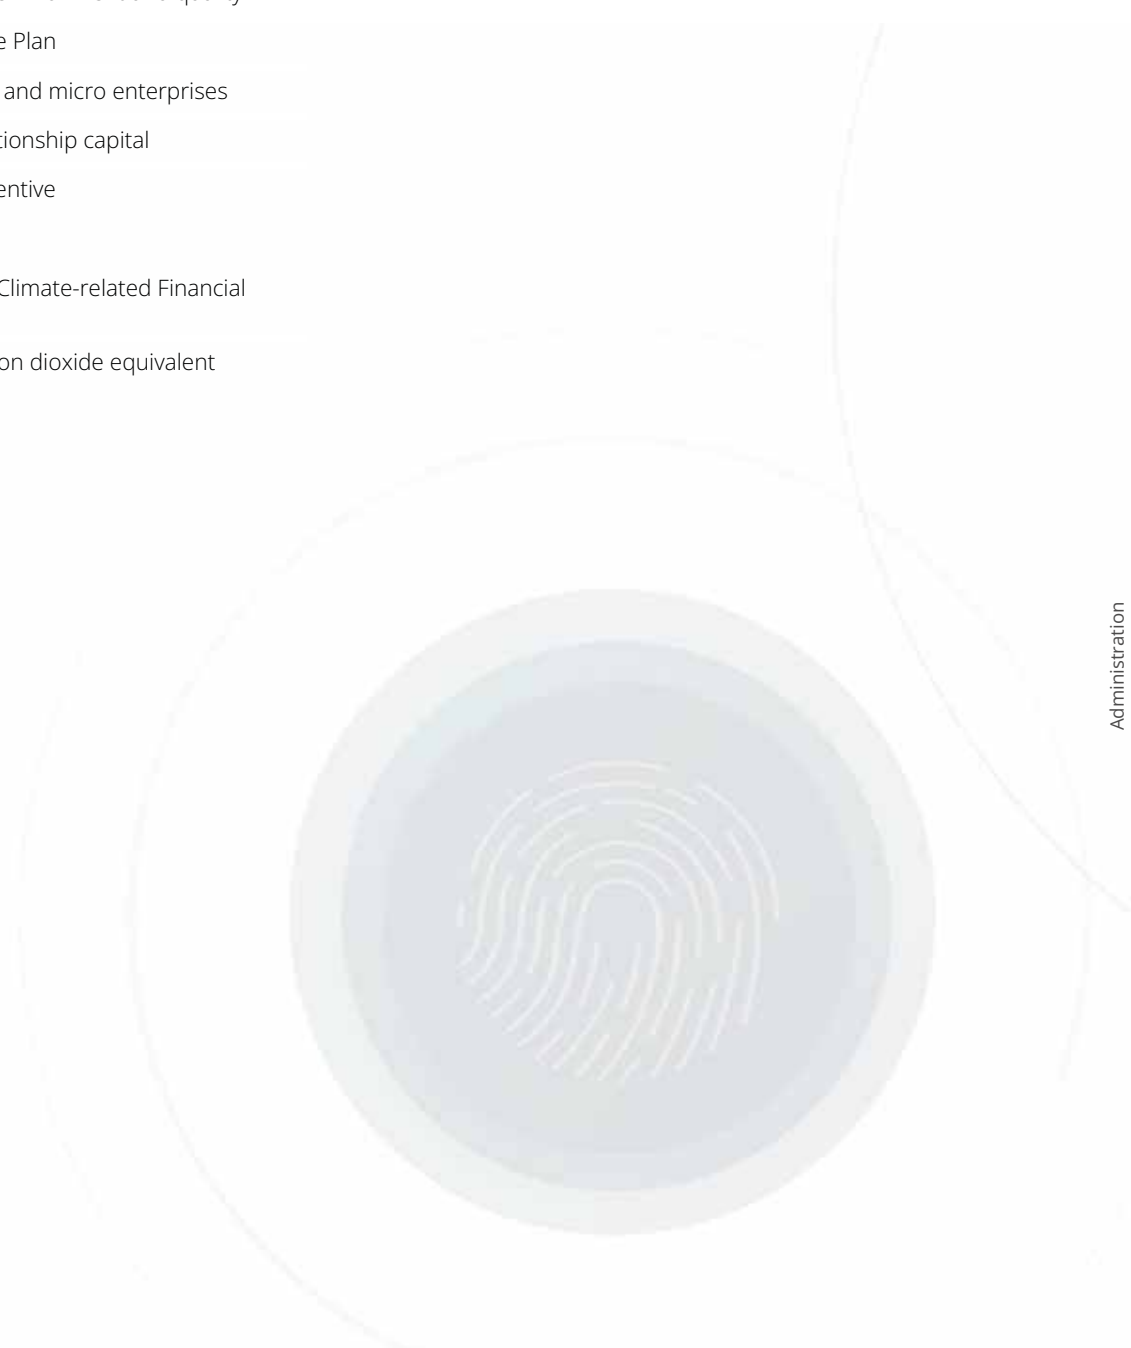 e Plan
and micro enterprises
tionship capital
entive
Climate-related Financial
on dioxide equivalent
Administration